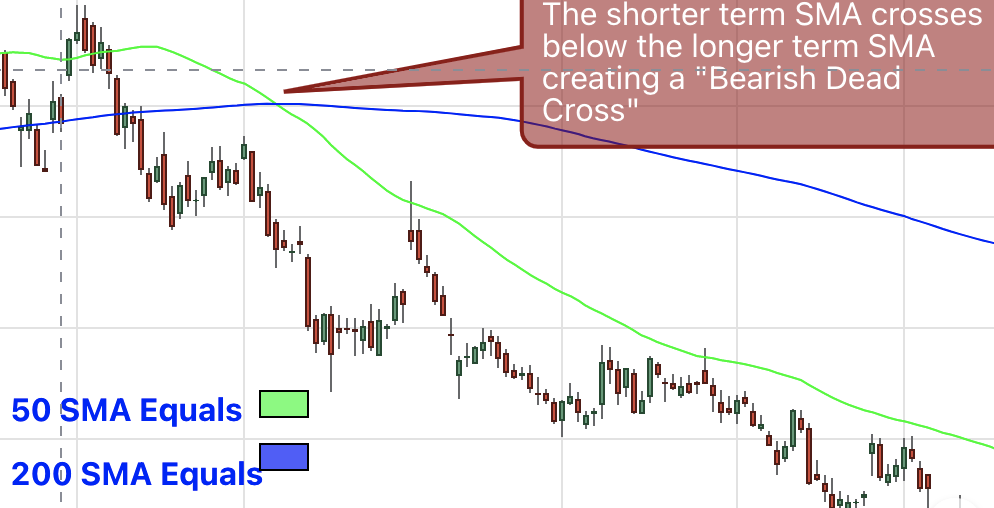 The shorter term SMA crosses
below the longer term SMA
creating a "Bearish Dead
Cross"
50 SMA Equals
200 SMA Equals